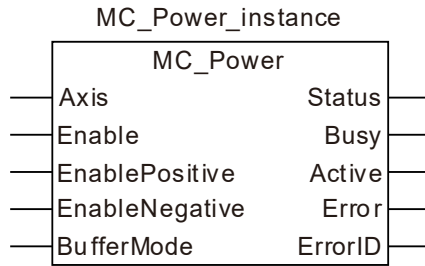 MC_Power_instance
MC_Power
Axis Status
Enable Busy
EnablePositive Active
EnableNegative Error
BufferMode ErrorID